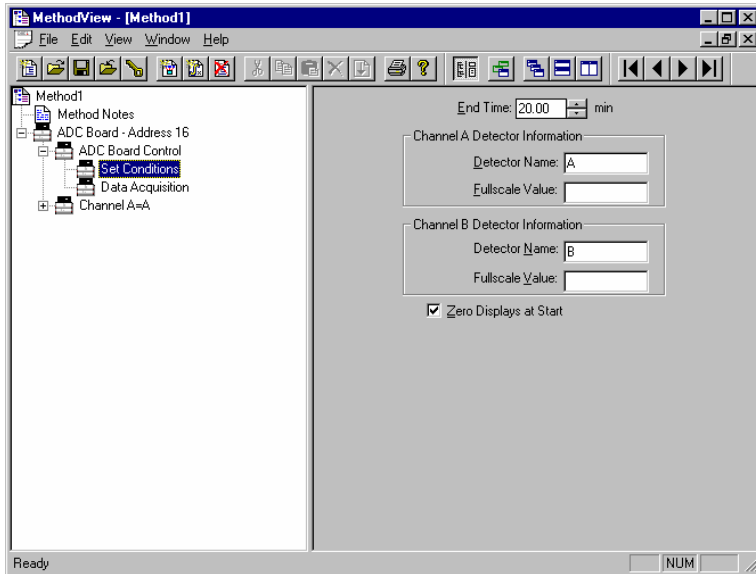 MethodView - [Method1]
File Edit View Window Help
Method1
Method Notes
ADC Board - Address 16
ADC Board Control
Set Conditions
Data Acquisition
Channel A=A
End Time: 20.00 min
Channel A Detector Information
Detector Name: A
Fullscale Value:
Channel B Detector Information
Detector Name: B
Fullscale Value:
Zero Displays at Start
Ready
NUM